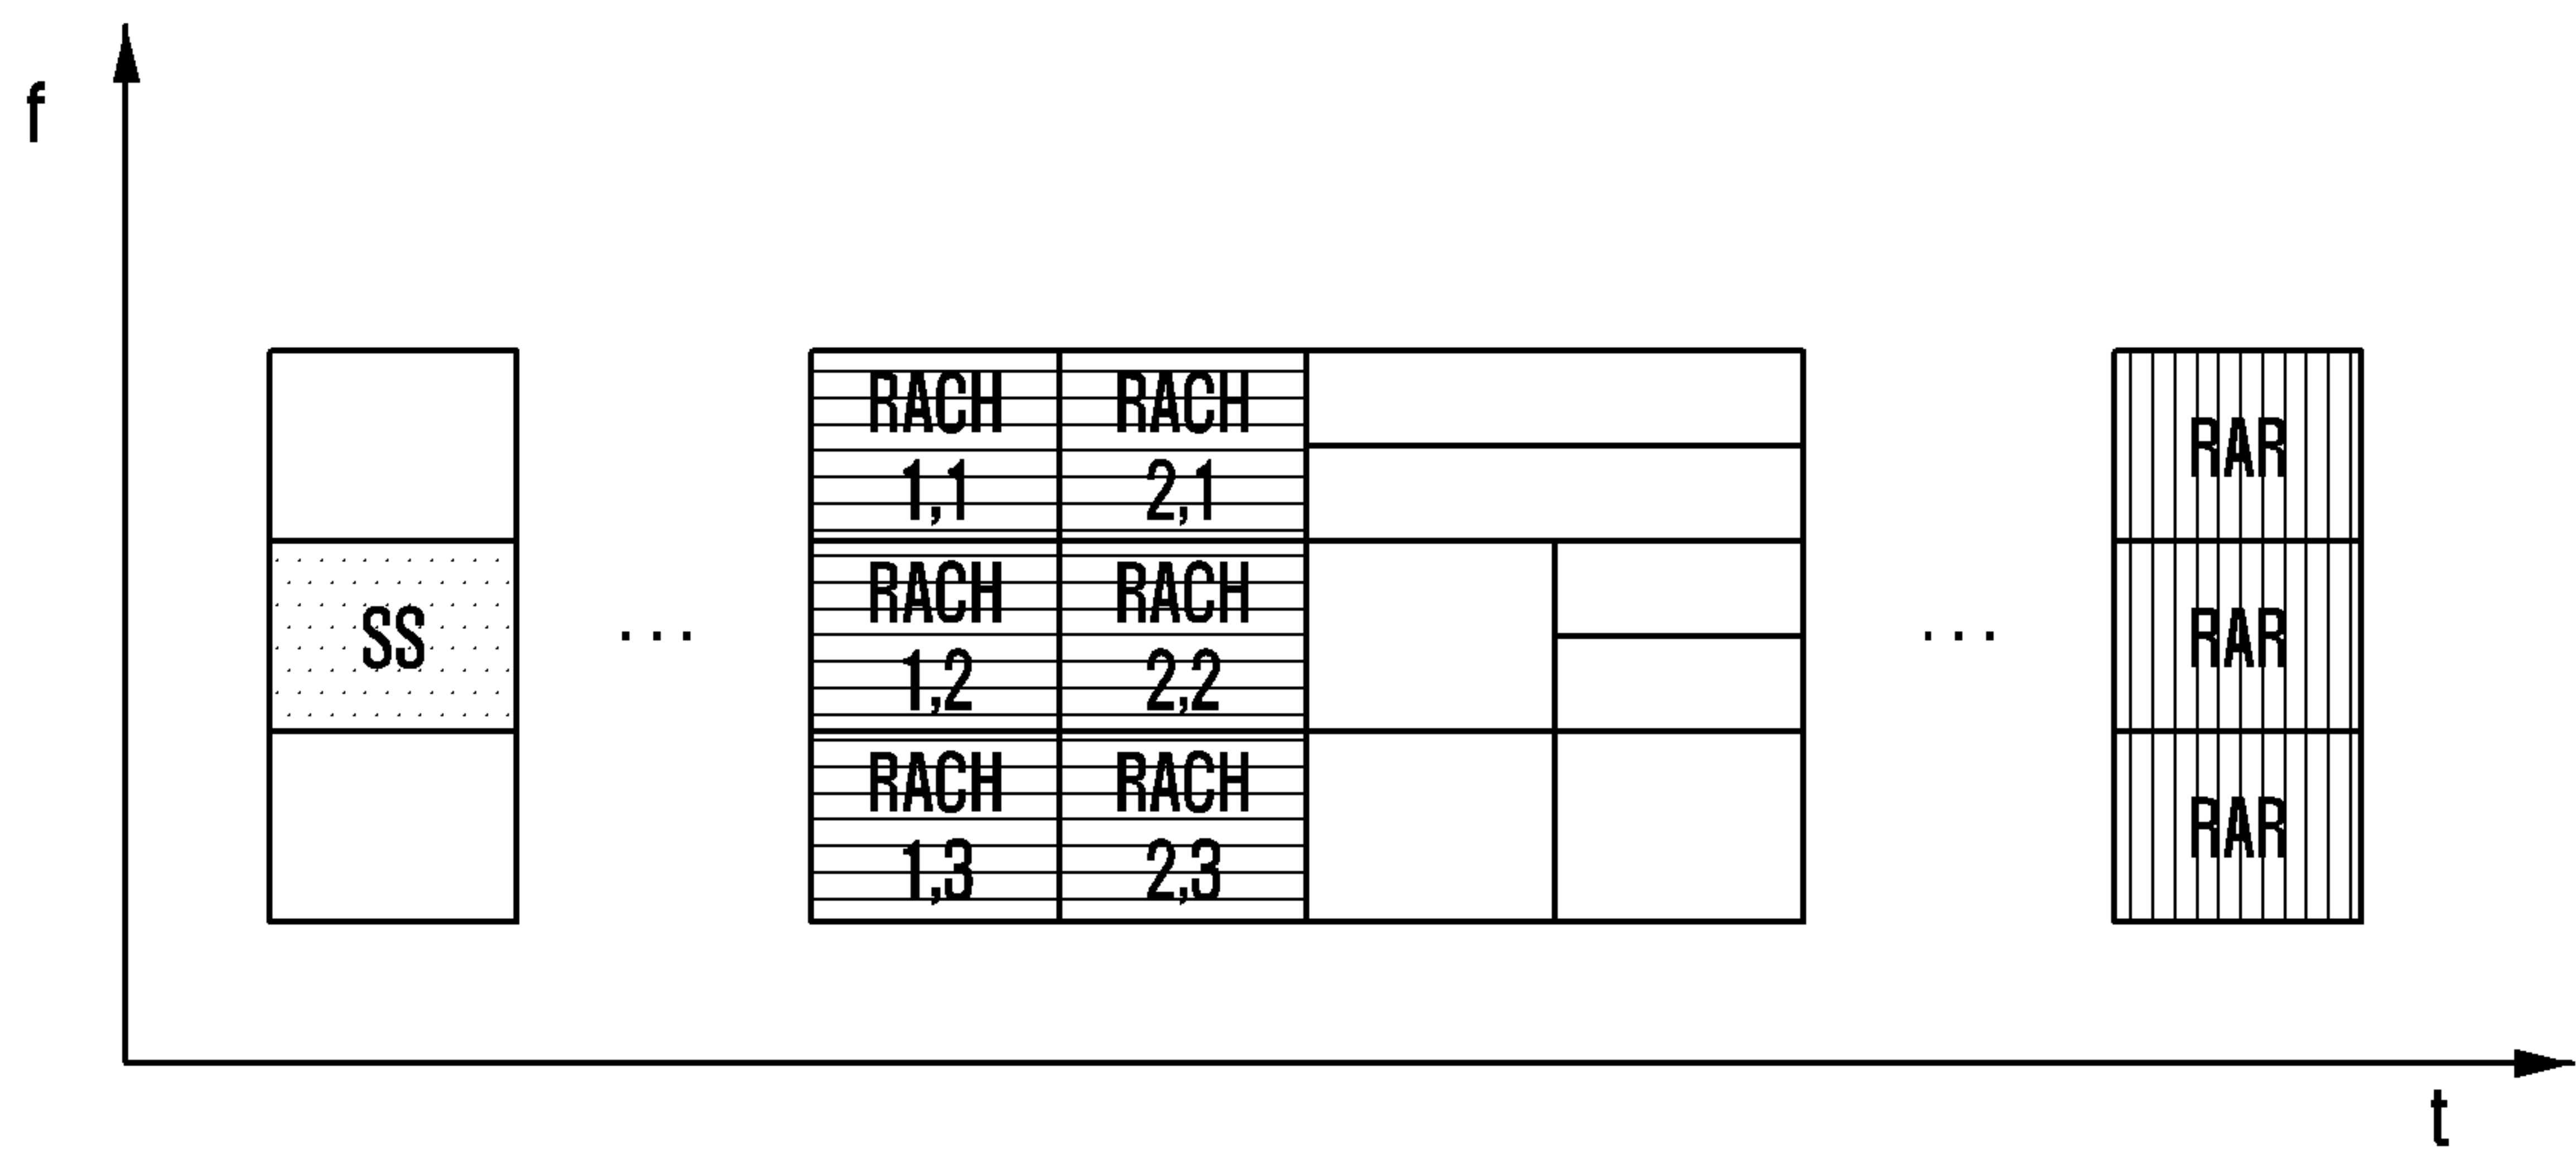 f
RACH
1,1
RACH
2,1
RAR
SS
...
RACH
1,2
RACH
2,2
...
RAR
RACH
1,3
RACH
2,3
RAR
t